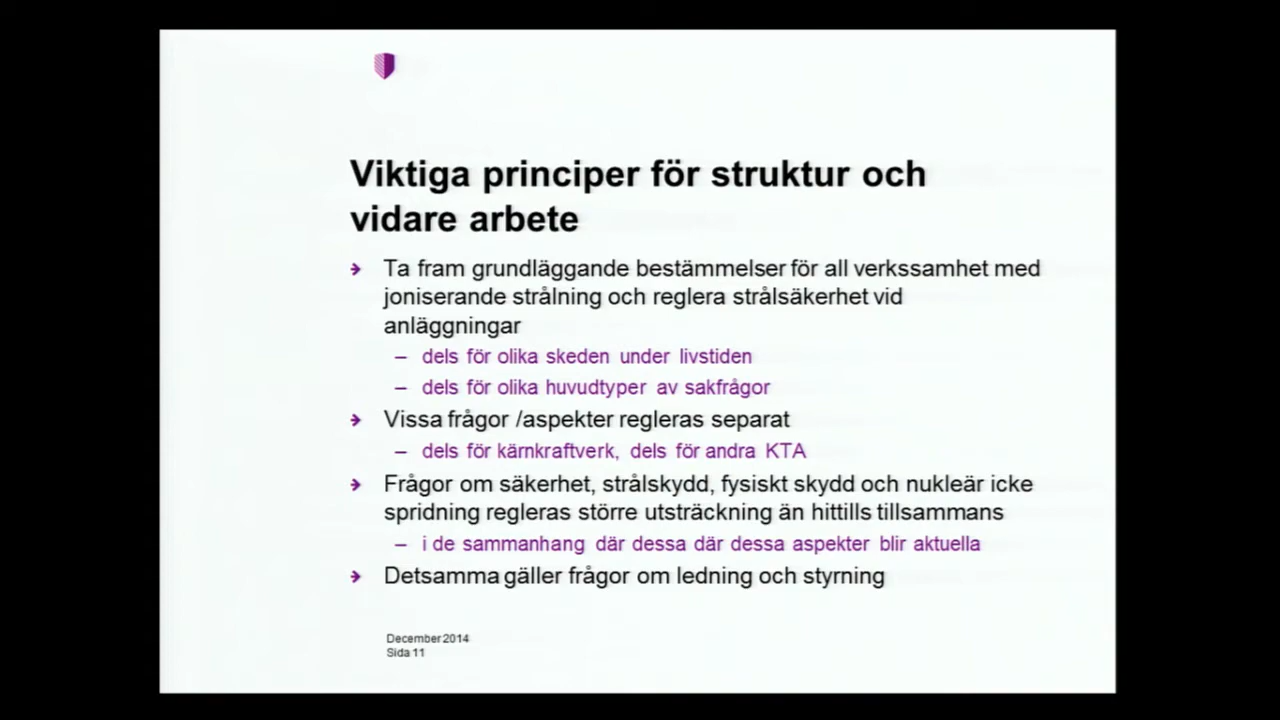 Viktiga principer för struktur och
vidare arbete
Ta fram grundläggande bestämmelser för all verkssamhet med
joniserande strålning och reglera strålsäkerhet vid
anläggningar
– dels för olika skeden under livstiden
– dels för olika huvudtyper av sakfrågor
Vissa frågor /aspekter regleras separat
– dels för kärnkraftverk, dels för andra KTA
Frågor om säkerhet, strålskydd, fysiskt skydd och nukleär icke
spridning regleras större utsträckning än hittills tillsammans
– i de sammanhang där dessa där dessa aspekter blir aktuella
Detsamma gäller frågor om ledning och styrning
December 2014
Sida 11